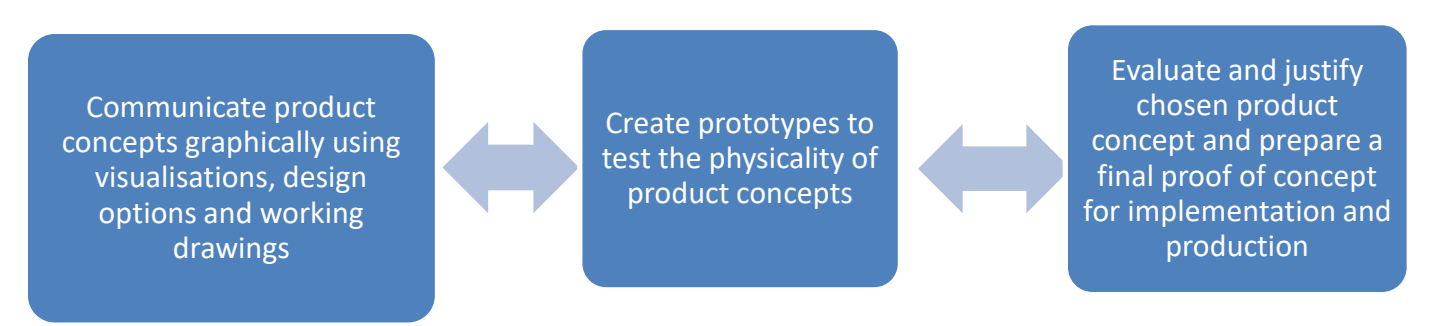 Communicate product
concepts graphically using
visualisations, design
options and working
drawings
Create prototypes to
test the physicality of
product concepts
Evaluate and justify
chosen product
concept and prepare a
final proof of concept
for implementation and
production